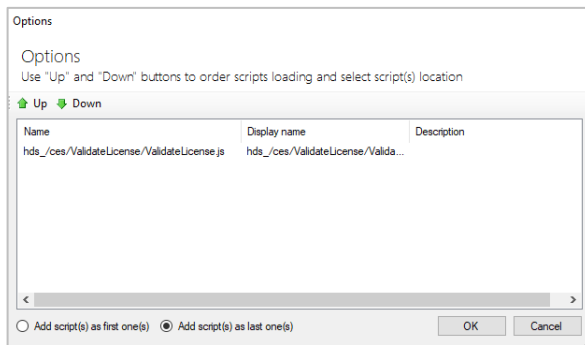 Options
Options
Use "Up" and "Down" buttons to order scripts loading and select script(s) location
Up Down
Name Display name Description
hds_/ces/ValidateLicense/ValidateLicense.js hds_/ces/ValidateLicense/Valida...
Add script(s) as first one(s) Add script(s) as last one(s) OK Cancel